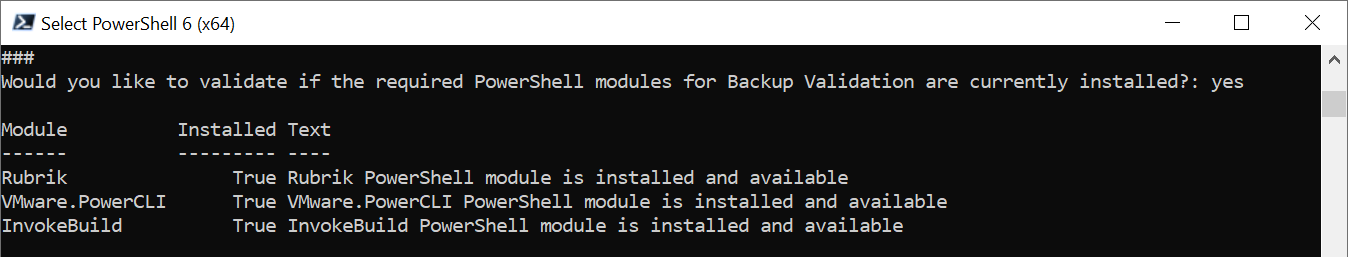 Select PowerShell 6 (x64)
###
Would you like to validate if the required PowerShell modules for Backup Validation are currently installed?: yes
Module          Installed Text
------          --------- ----
Rubrik               True Rubrik PowerShell module is installed and available
VMware.PowerCLI      True VMware.PowerCLI PowerShell module is installed and available
InvokeBuild          True InvokeBuild PowerShell module is installed and available